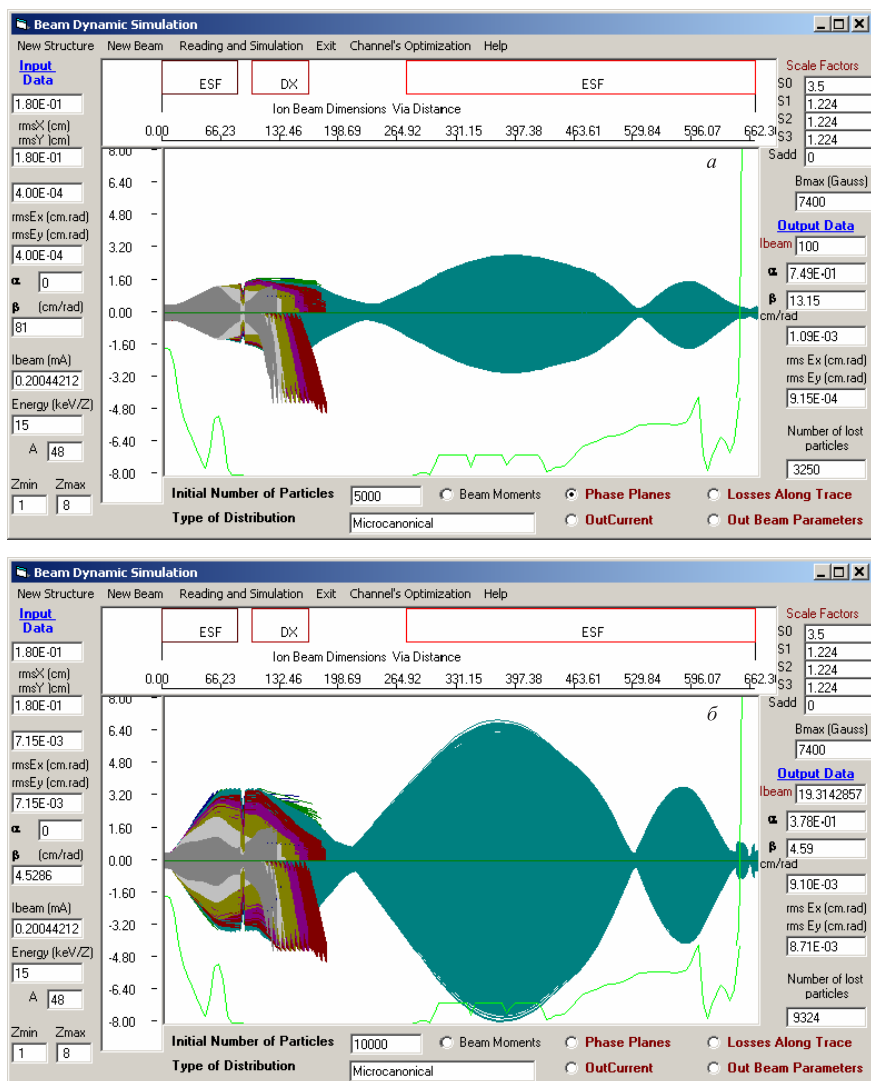 Beam Dynamic Simulation
New Structure New Beam Reading and Simulation Exit Channel's Optimization Help
Input
Data
1.80E-01
rmsX (cm)
rmsY )cm)
1.80E-01
4.00E-04
rmsEx (cm.rad)
rmsEy (cm.rad)
4.00E-04
α 0
β (cm/rad)
81
Ibeam (mA)
0.20044212
Energy (keV/Z)
15
A 48
Zmin Zmax
1 8
ESF DX ESF
Ion Beam Dimensions Via Distance
0.00 66,23 132.46 198,69 264.92 331.15 397.38 463.61 529.84 596.07 662.3
8.00
6.40
4.80
3.20
1.60
0.00
-1.60
-3.20
-4.80
-6.40
-8.00
а
Initial Number of Particles 5000 Beam Moments Phase Planes Losses Along Trace
Type of Distribution Microcanonical OutCurrent Out Beam Parameters
Scale Factors
S0 3.5
S1 1.224
S2 1.224
S3 1.224
Sadd 0
Bmax (Gauss)
7400
Output Data
Ibeam 100
α 7.49E-01
β 13.15
cm/rad
1.09E-03
rms Ex (cm.rad)
rms Ey (cm.rad)
9.15E-04
Number of lost
particles
3250
Beam Dynamic Simulation
New Structure New Beam Reading and Simulation Exit Channel's Optimization Help
Input
Data
1.80E-01
rmsX (cm)
rmsY )cm)
1.80E-01
7.15E-03
rmsEx (cm.rad)
rmsEy (cm.rad)
7.15E-03
α 0
β (cm/rad)
4.5286
Ibeam (mA)
0.20044212
Energy (keV/Z)
15
A 48
Zmin Zmax
1 8
ESF DX ESF
Ion Beam Dimensions Via Distance
0.00 66,23 132.46 198,69 264.92 331.15 397.38 463.61 529.84 596.07 662.3
8.00
6.40
4.80
3.20
1.60
0.00
-1.60
-3.20
-4.80
-6.40
-8.00
б
Initial Number of Particles 10000 Beam Moments Phase Planes Losses Along Trace
Type of Distribution Microcanonical OutCurrent Out Beam Parameters
Scale Factors
S0 3.5
S1 1.224
S2 1.224
S3 1.224
Sadd 0
Bmax (Gauss)
7400
Output Data
Ibeam 19.3142857
α 3.78E-01
β 4.59
cm/rad
9.10E-03
rms Ex (cm.rad)
rms Ey (cm.rad)
8.71E-03
Number of lost
particles
9324